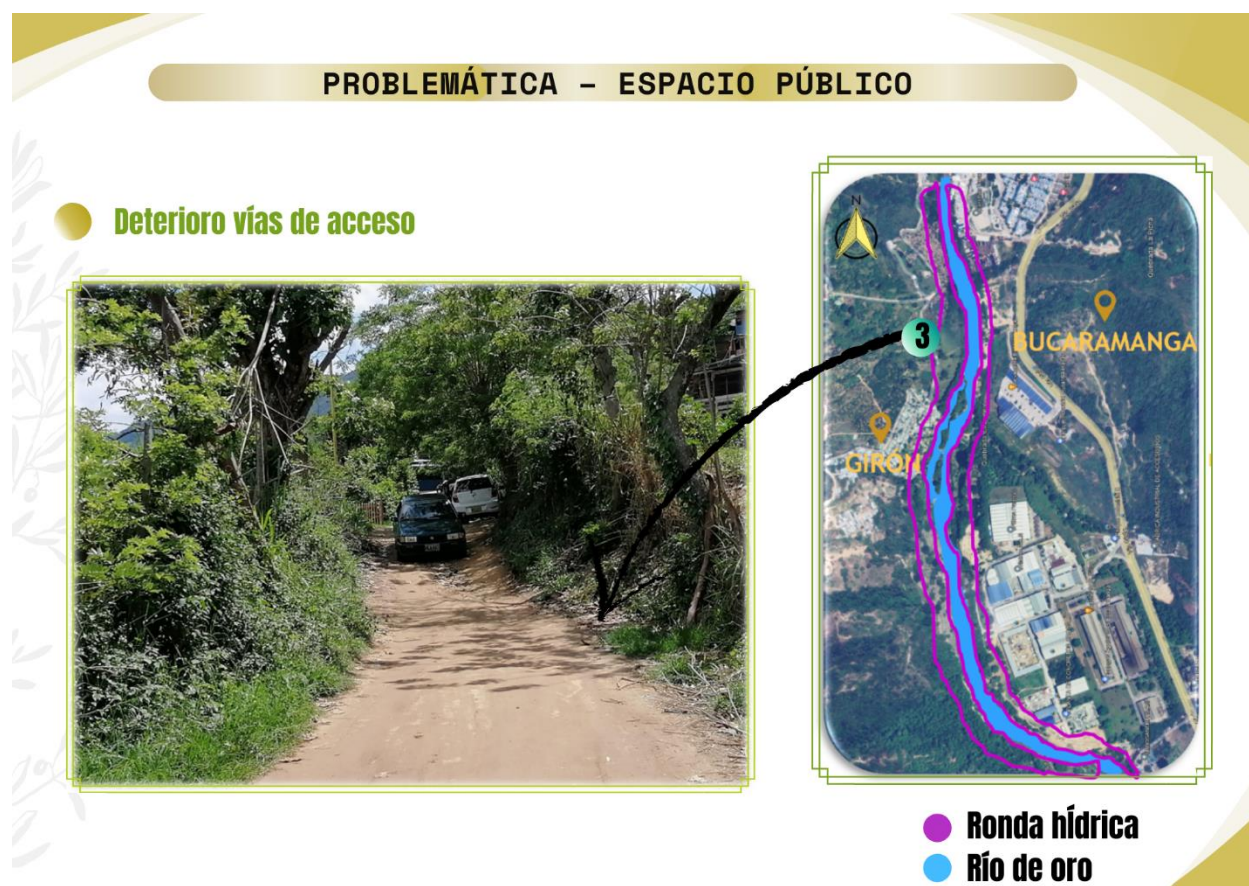 PROBLEMÁTICA – ESPACIO PÚBLICO
Deterioro vías de acceso
N
3
BUCARAMANGA
GIRÓN
Ronda hídrica
Río de oro